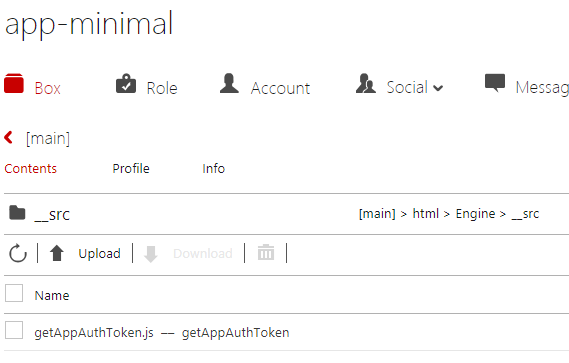 app-minimal
Box Role Account Social Messag
[main]
Contents Profile Info
__src [main] > html > Engine > __src
Upload Download
Name
getAppAuthToken.js — getAppAuthToken